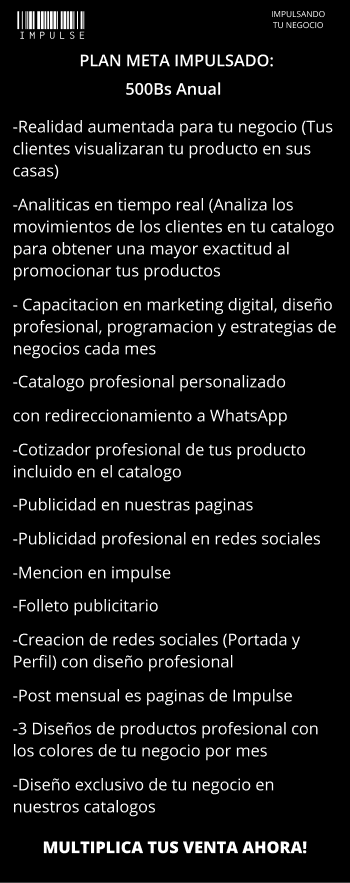 IMPULSE
IMPULSANDO
TU NEGOCIO
PLAN META IMPULSADO:
500Bs Anual
-Realidad aumentada para tu negocio (Tus
clientes visualizaran tu producto en sus
casas)
-Analiticas en tiempo real (Analiza los
movimientos de los clientes en tu catalogo
para obtener una mayor exactitud al
promocionar tus productos
- Capacitacion en marketing digital, diseño
profesional, programacion y estrategias de
negocios cada mes
-Catalogo profesional personalizado
con redireccionamiento a WhatsApp
-Cotizador profesional de tus producto
incluido en el catalogo
-Publicidad en nuestras paginas
-Publicidad profesional en redes sociales
-Mencion en impulse
-Folleto publicitario
-Creacion de redes sociales (Portada y
Perfil) con diseño profesional
-Post mensual es paginas de Impulse
-3 Diseños de productos profesional con
los colores de tu negocio por mes
-Diseño exclusivo de tu negocio en
nuestros catalogos
MULTIPLICA TUS VENTA AHORA!